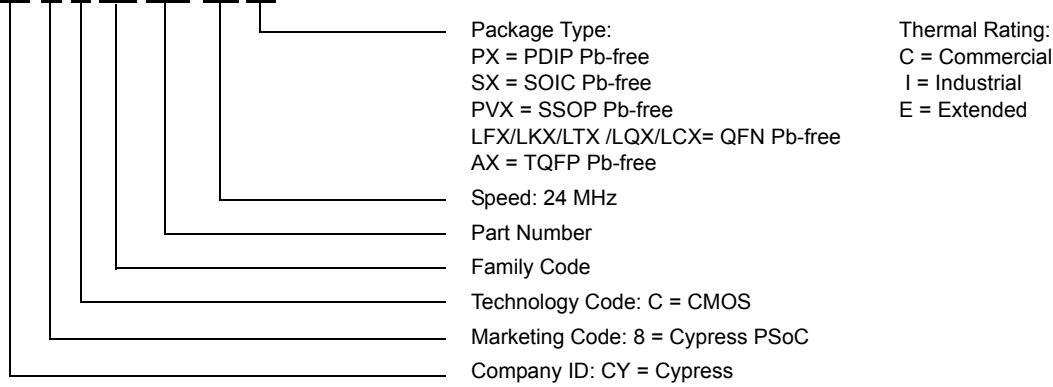 Package Type:
PX = PDIP Pb-free
SX = SOIC Pb-free
PVX = SSOP Pb-free
LFX/LKX/LTX /LQX/LCX= QFN Pb-free
AX = TQFP Pb-free
Thermal Rating:
C = Commercial
I = Industrial
E = Extended
Speed: 24 MHz
Part Number
Family Code
Technology Code: C = CMOS
Marketing Code: 8 = Cypress PSoC
Company ID: CY = Cypress